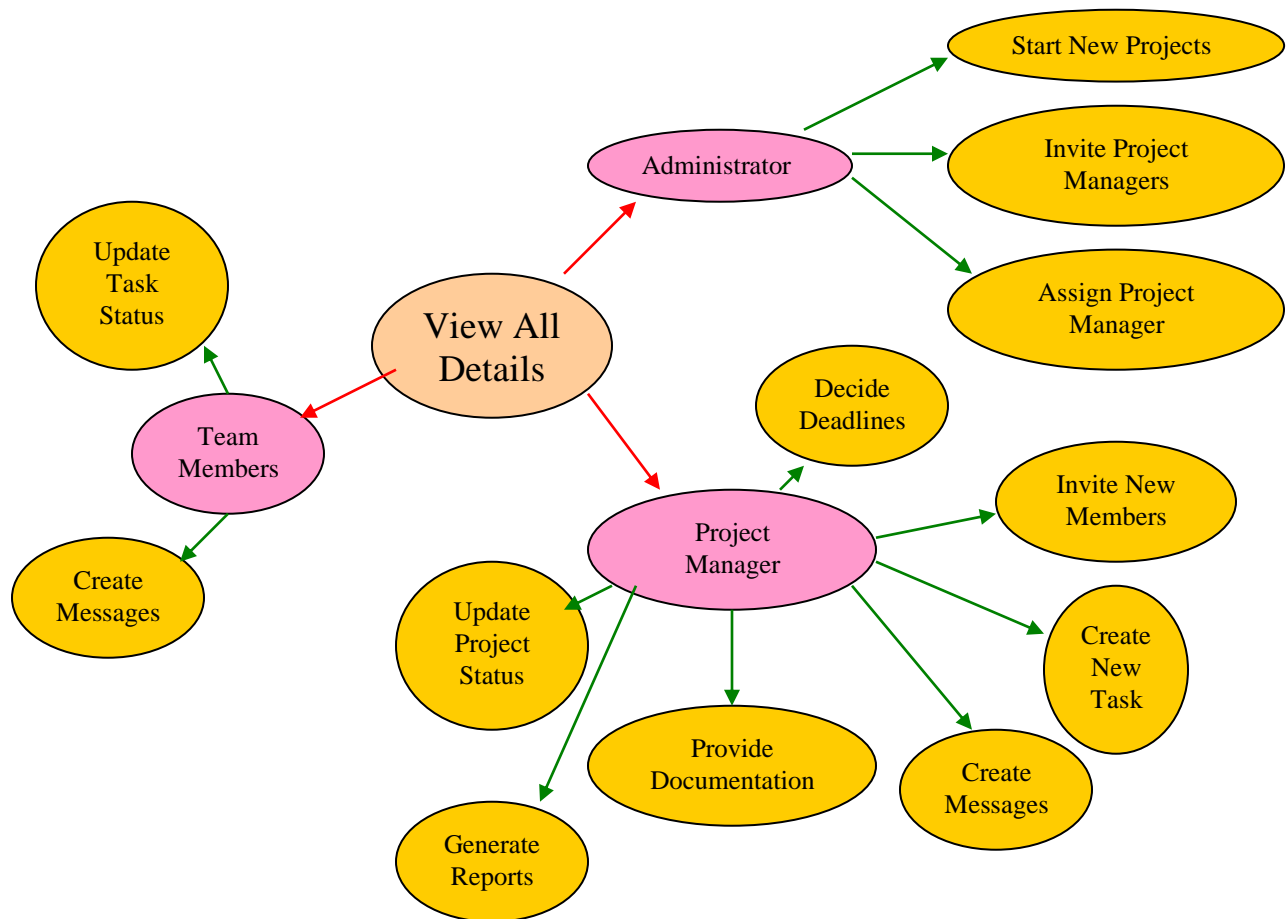 Start New Projects
Administrator
Invite Project
Managers
Update
Task
Status
Assign Project
Manager
View All
Details
Decide
Deadlines
Team
Members
Invite New
Members
Project
Manager
Create
Messages
Update
Project
Status
Create
New
Task
Provide
Documentation
Create
Messages
Generate
Reports